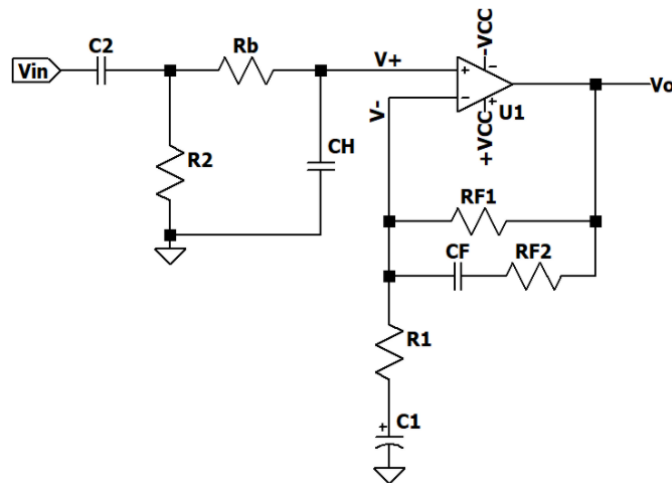 Vin
C2
Rb
V+
-VCC
+
-
-
+
U1
Vo
V-
+VCC
R2
CH
RF1
CF
RF2
R1
+
C1